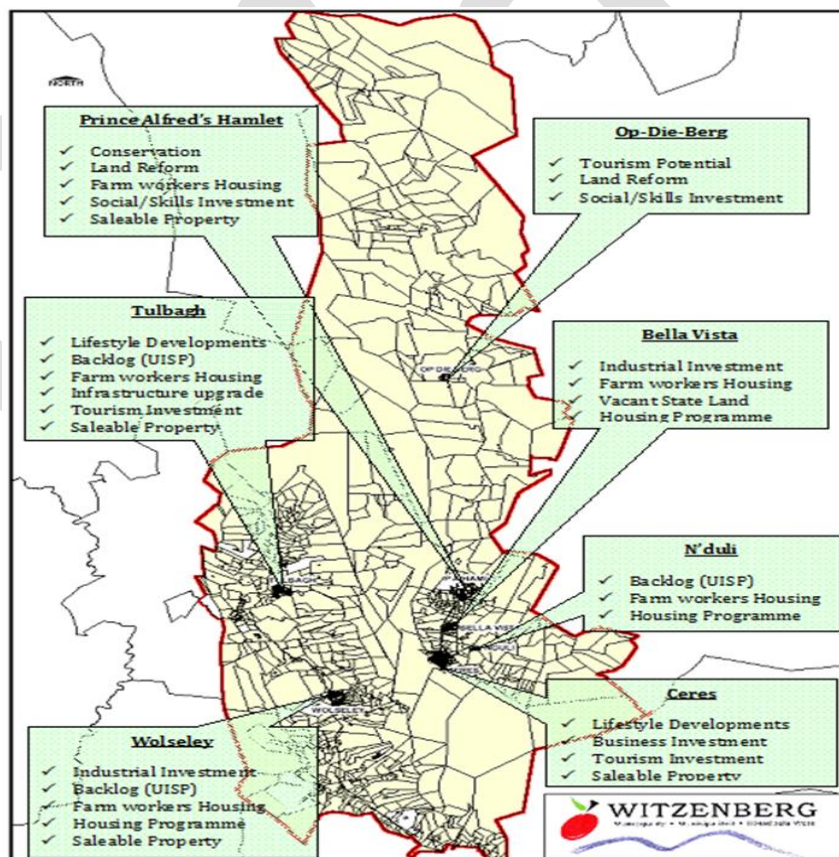 NORTH
Prince Alfred's Hamlet
✓ Conservation
✓ Land Reform
✓ Farm workers Housing
✓ Social/Skills Investment
✓ Saleable Property
Op-Die-Berg
✓ Tourism Potential
✓ Land Reform
✓ Social/Skills Investment
Tulbagh
✓ Lifestyle Developments
✓ Backlog (UISP)
✓ Farm workers Housing
✓ Infrastructure upgrade
✓ Tourism Investment
✓ Saleable Property
Bella Vista
✓ Industrial Investment
✓ Farm workers Housing
✓ Vacant State Land
✓ Housing Programme
OP DIE BERG
N'duli
✓ Backlog (UISP)
✓ Farm workers Housing
✓ Housing Programme
BELLA VIS
WOLSELEY
Ceres
✓ Lifestyle Developments
✓ Business Investment
✓ Tourism Investment
✓ Saleable Property
Wolseley
✓ Industrial Investment
✓ Backlog (UISP)
✓ Farm workers Housing
✓ Housing Programme
✓ Saleable Property
WITZENBERG